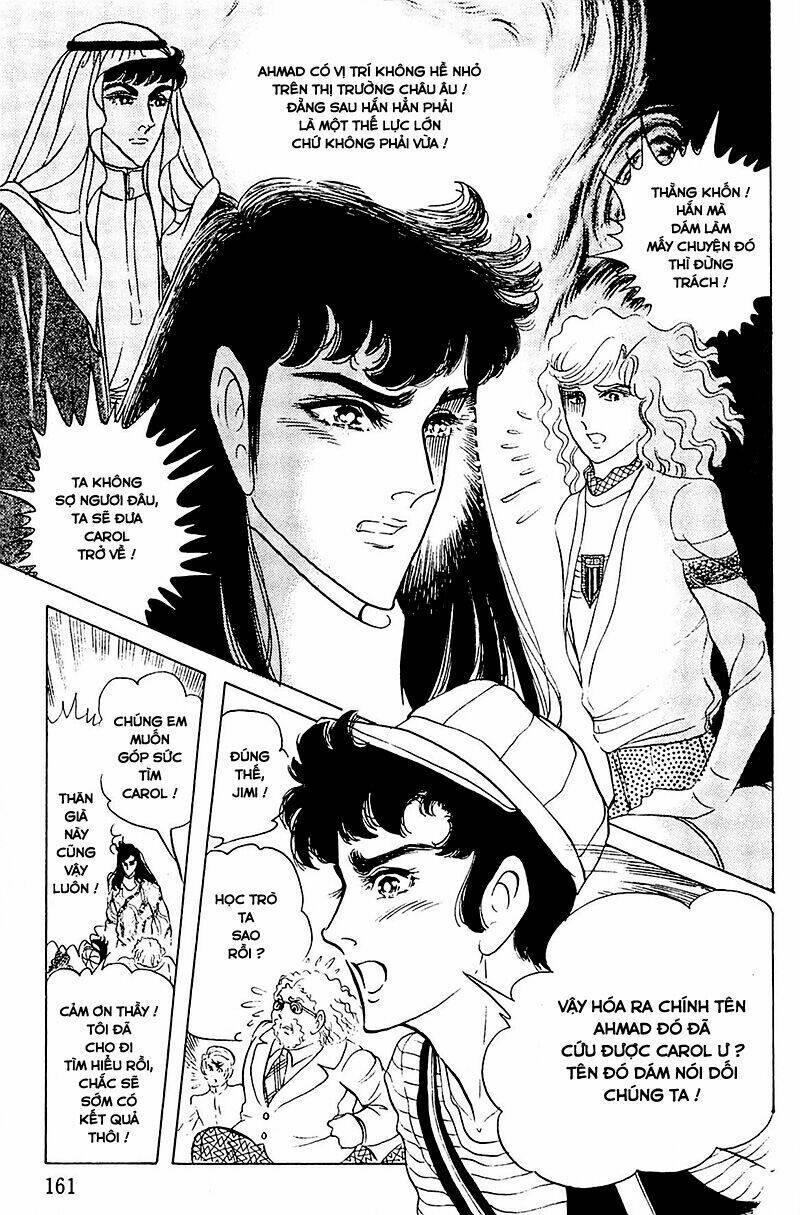 AHMAD CÓ VỊ TRÍ KHÔNG HỀ NHỎ
TRÊN THỊ TRƯỜNG CHÂU ÂU !
ĐẰNG SAU HẮN HẲN PHẢI
LÀ MỘT THẾ LỰC LỚN
CHỨ KHÔNG PHẢI VỪA !
THẰNG KHỐN !
HẮN MÀ
DÁM LÀM
MẤY CHUYỆN ĐÓ
THÌ ĐỪNG
TRÁCH !
TA KHÔNG
SỢ NGƯƠI ĐÂU,
TA SẼ ĐƯA
CAROL
TRỞ VỀ !
CHÚNG EM
MUỐN
GÓP SỨC
TÌM
CAROL !
THÂN
GIÀ
NÀY
CŨNG
VẬY
LUÔN !
CẢM ƠN THẦY !
TÔI ĐÃ
CHO ĐI
TÌM HIỂU RỒI,
CHẮC SẼ
SỚM CÓ
KẾT QUẢ
THÔI !
ĐÚNG
THẾ,
JIMI !
HỌC TRÒ
TA
SAO
RỒI ?
VẬY HÓA RA CHÍNH TÊN
AHMAD ĐÓ ĐÃ
CỨU ĐƯỢC CAROL Ư ?
TÊN ĐÓ DÁM NÓI DỐI
CHÚNG TA !
161